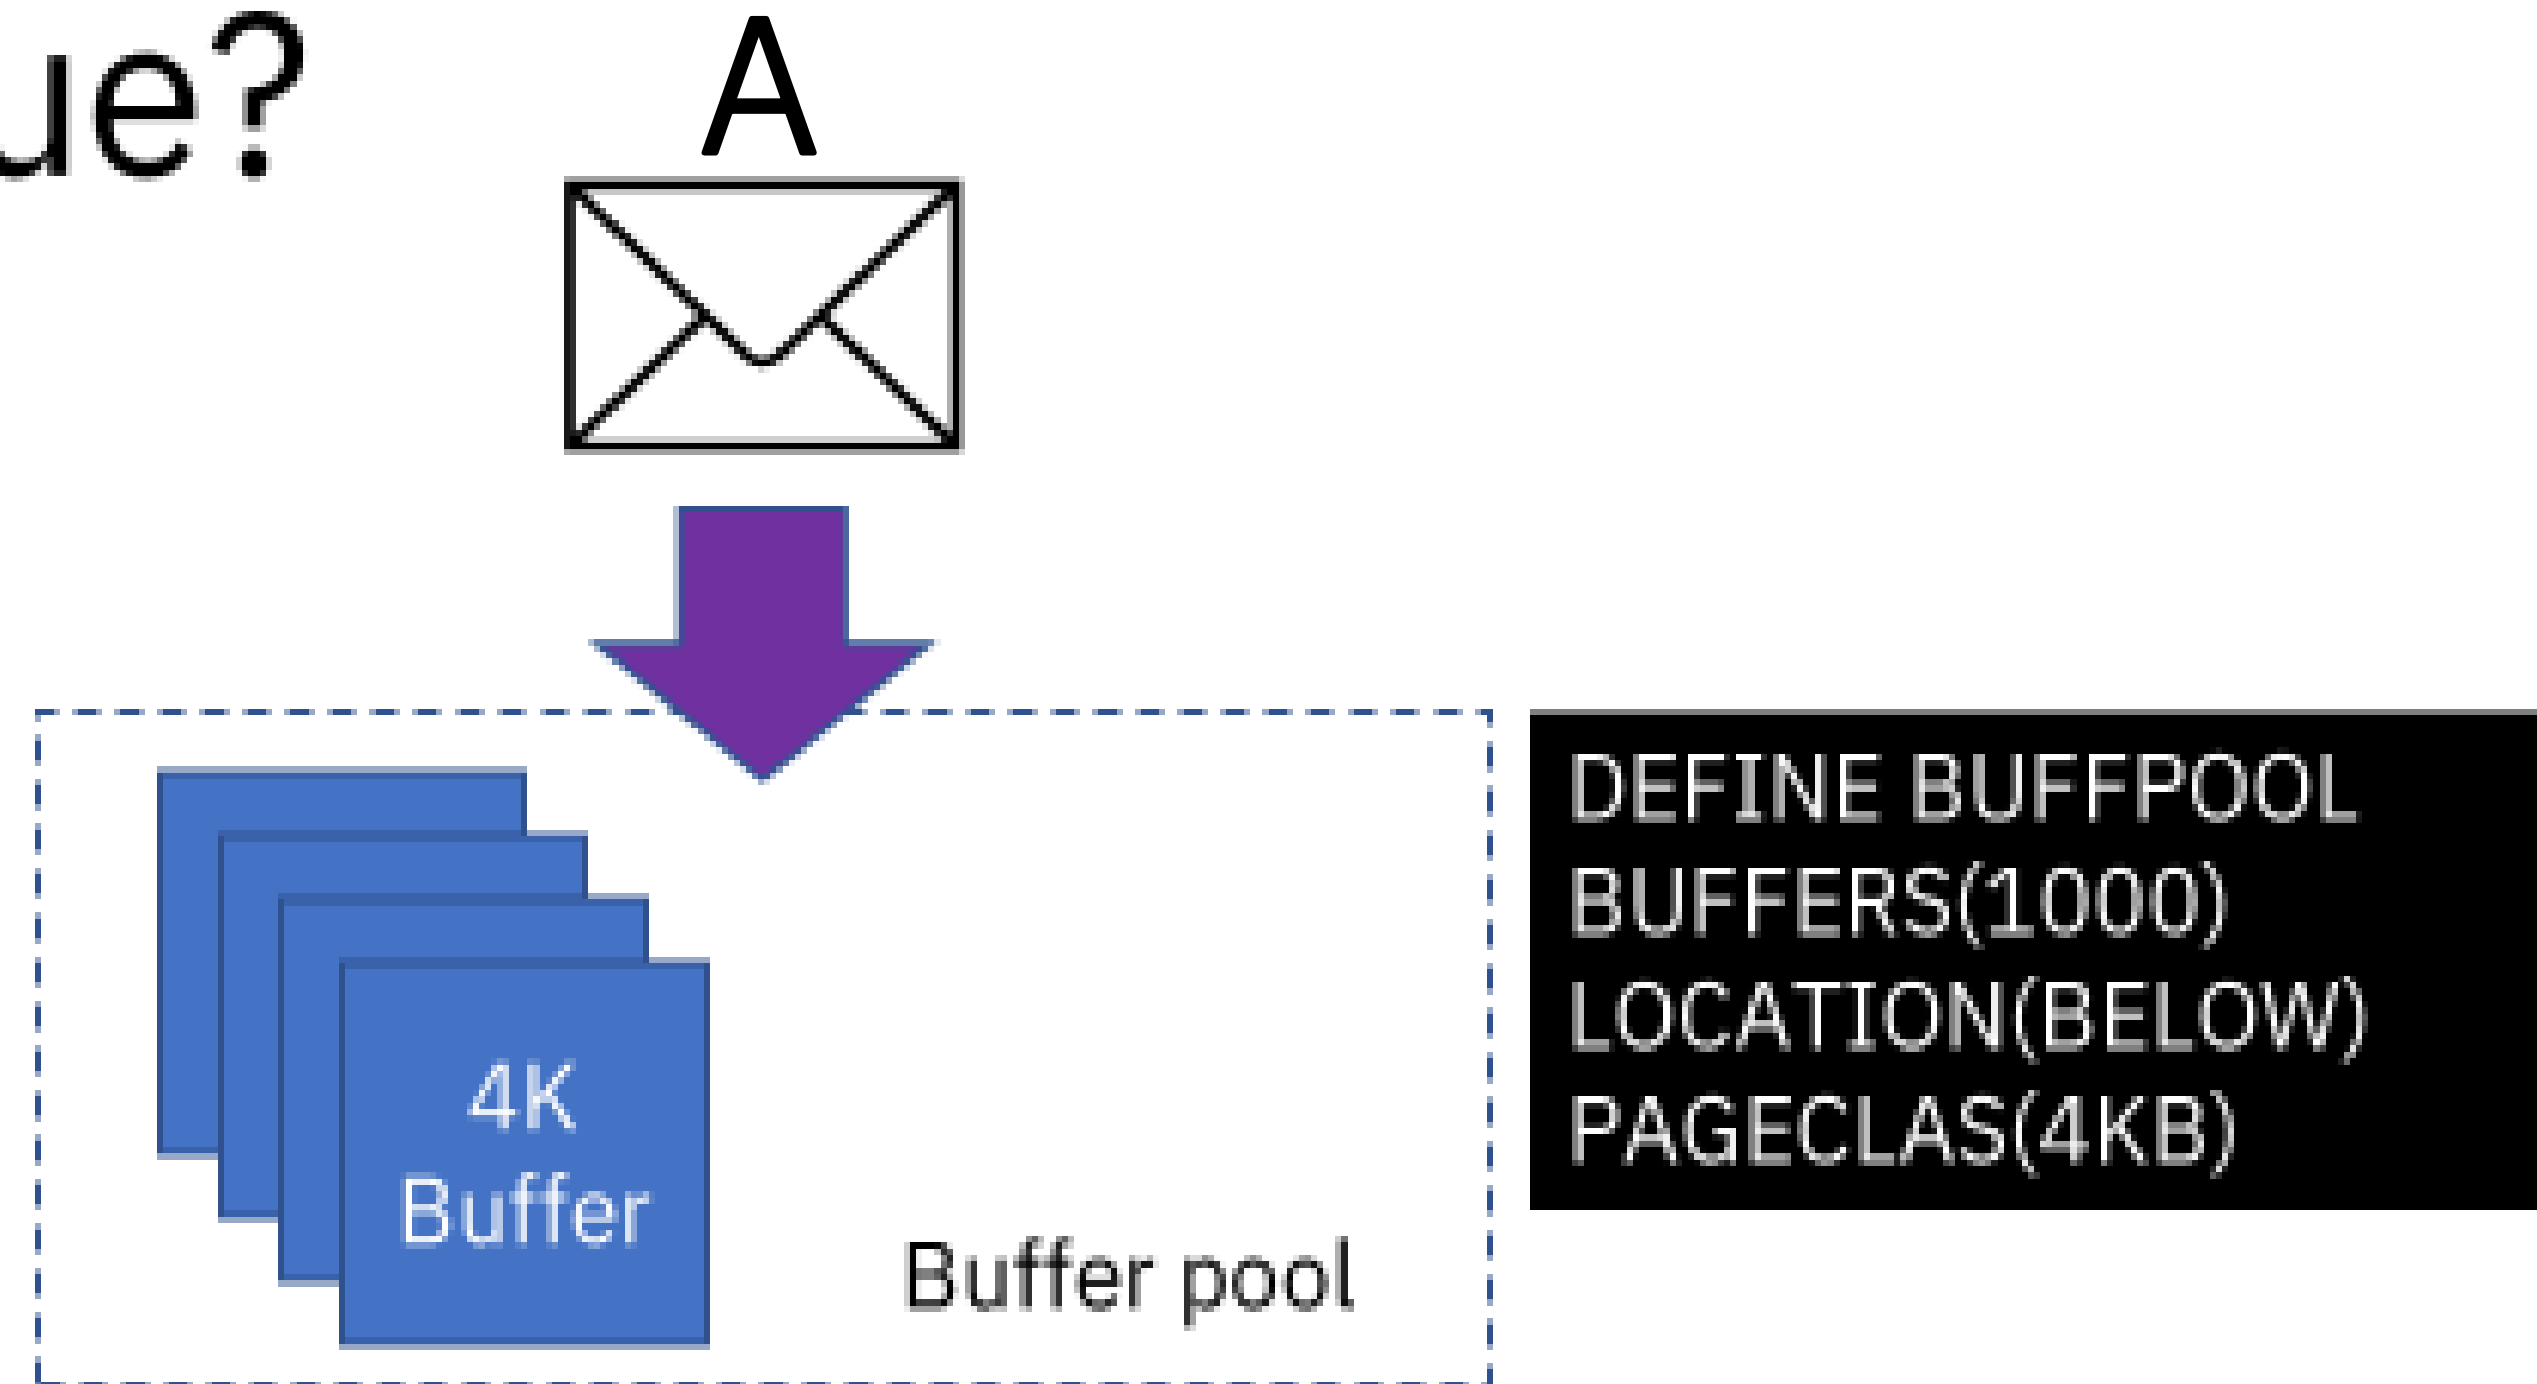 ue?
A
DEFINE BUFFPOOL
BUFFERS(1000)
LOCATION(BELOW)
PAGECLAS(4KB)
4K
Buffer
Buffer pool